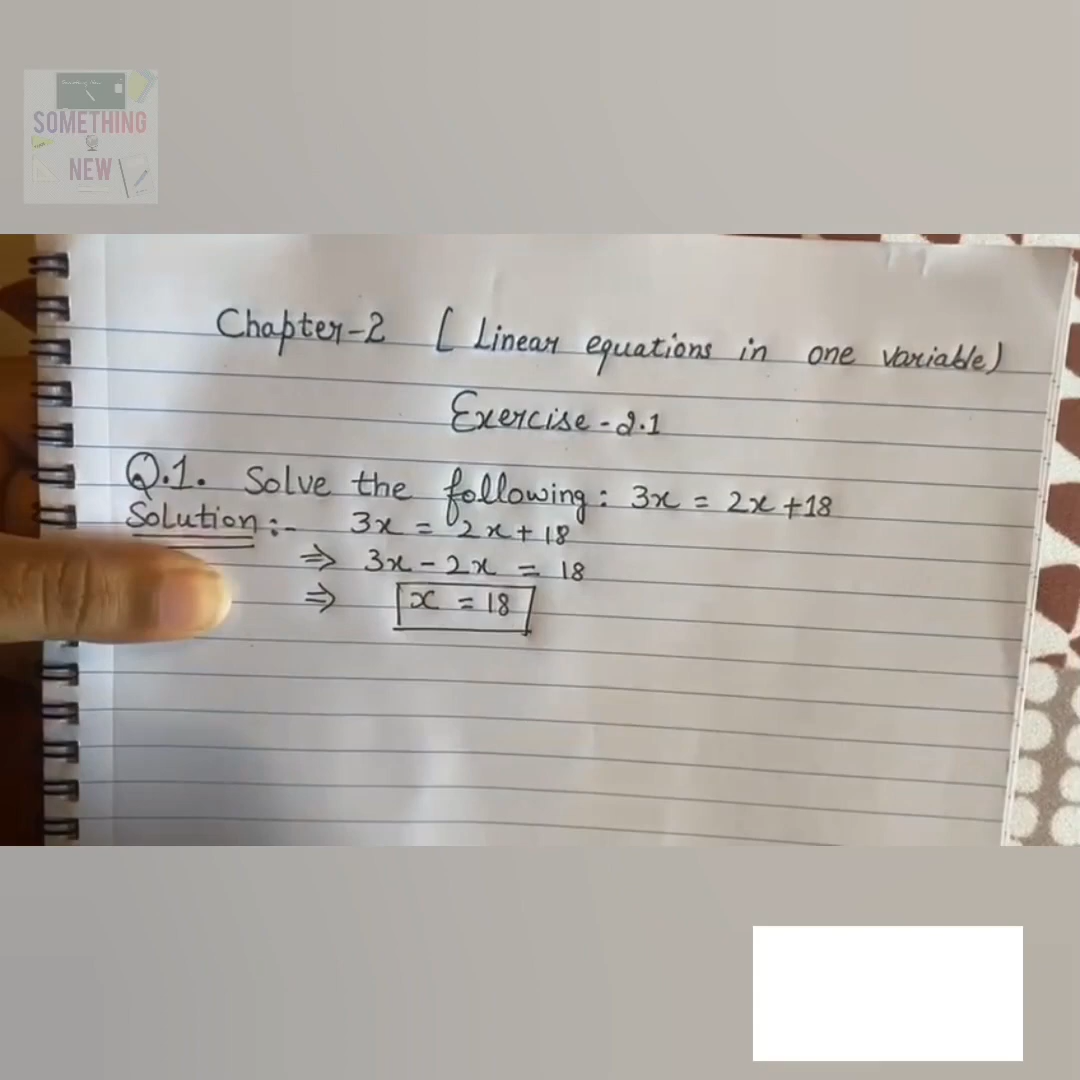 SOMETHING
NEW
Chapter-2 [ Linear equations in one variable)
Exercise-2.1
Q.1. Solve the following: 3x = 2x+18
Solution:- 3x = 2x+18
⇒ 3x - 2x = 18
⇒ x = 18